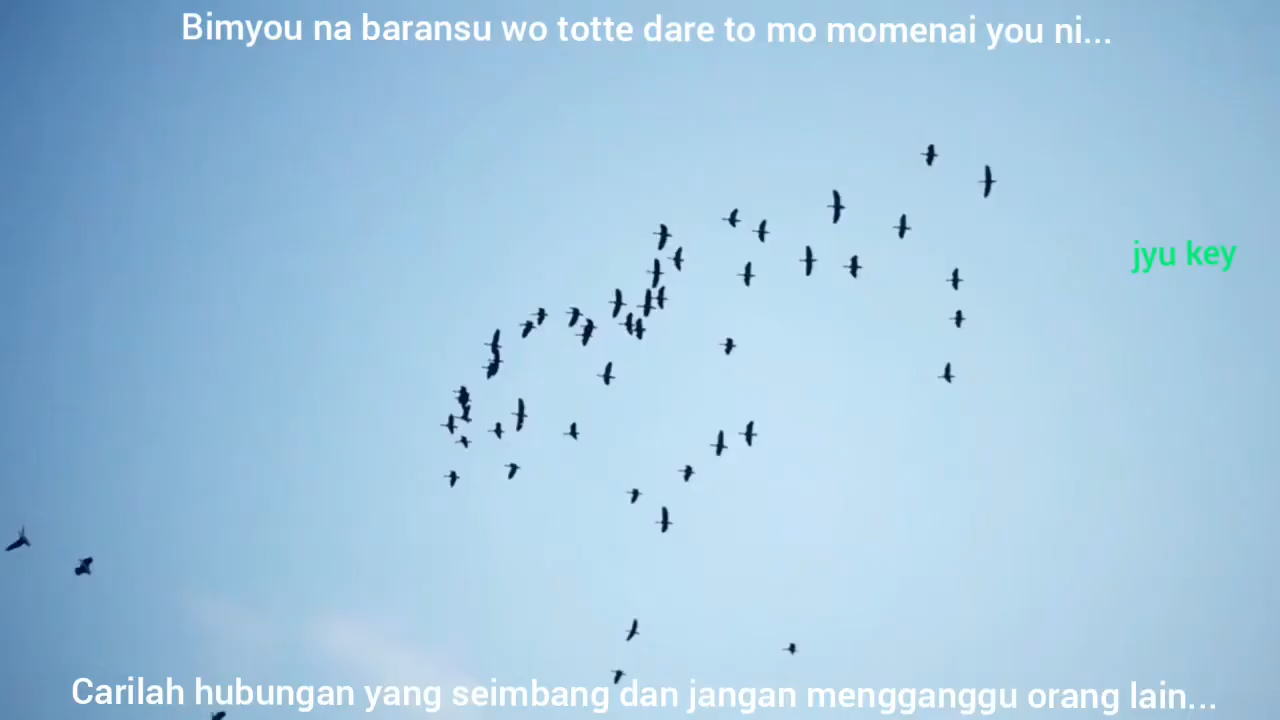 Bimyou na baransu wo totte dare to mo momenai you ni...
jyu key
Carilah hubungan yang seimbang dan jangan mengganggu orang lain...